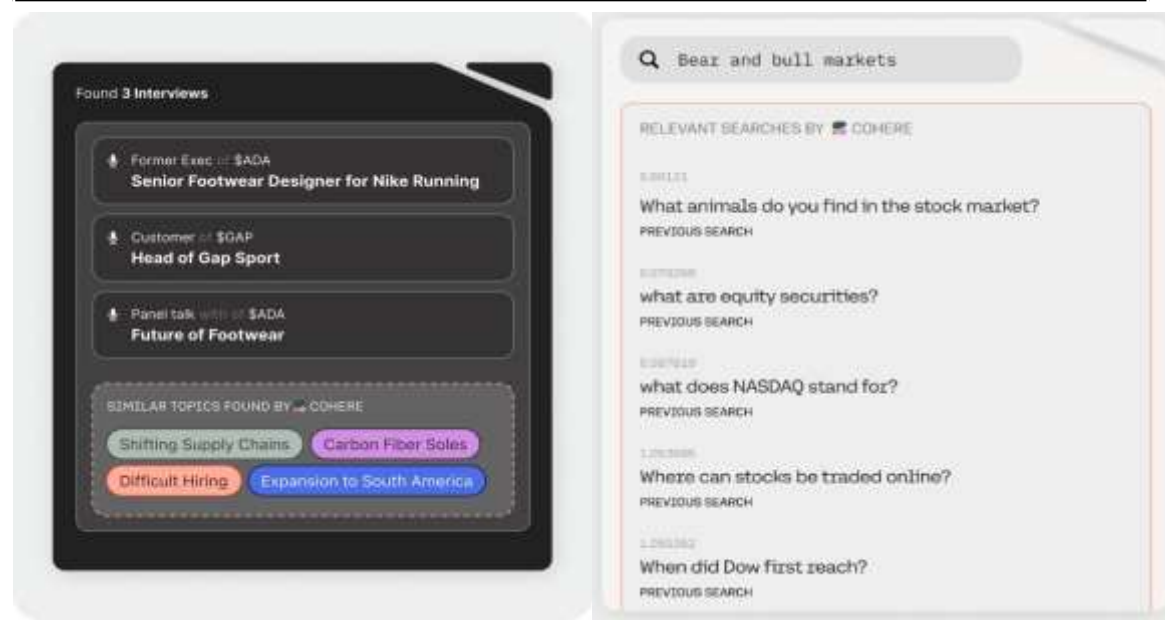 Found 3 Interviews
Former Exec of $ADA
Senior Footwear Designer for Nike Running
Customer of $GAP
Head of Gap Sport
Panel talk with of $ADA
Future of Footwear
SIMILAR TOPICS FOUND BY COHERE
Shifting Supply Chains Carbon Fiber Soles
Difficult Hiring Expansion to South America
Bear and bull markets
RELEVANT SEARCHES BY COHERE
What animals do you find in the stock market?
PREVIOUS SEARCH
what are equity securities?
PREVIOUS SEARCH
what does NASDAQ stand for?
PREVIOUS SEARCH
Where can stocks be traded online?
PREVIOUS SEARCH
When did Dow first reach?
PREVIOUS SEARCH